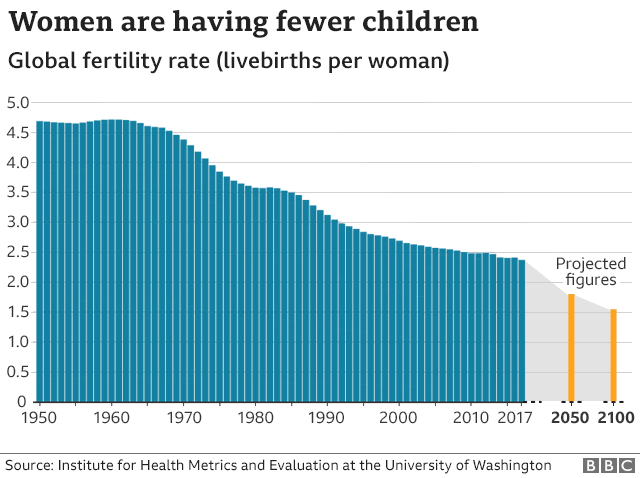 Women are having fewer children
Global fertility rate (livebirths per woman)
5.0
4.5
4.0
3.5
3.0
2.5
2.0
1.5
1.0
0.5
0
Projected
figures
1950 1960 1970 1980 1990 2000 2010 2017 2050 2100
Source: Institute for Health Metrics and Evaluation at the University of Washington
BBC